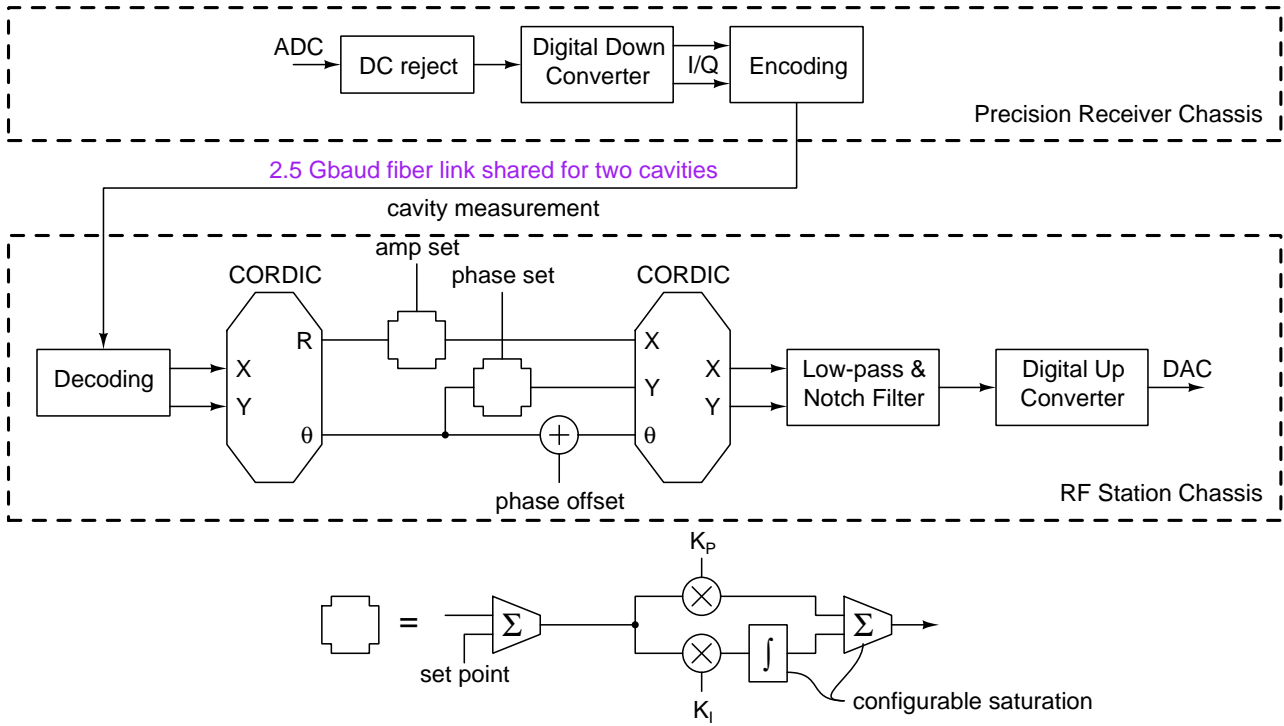 ADC
DC reject
Digital Down
Converter
I/Q
Encoding
Precision Receiver Chassis
2.5 Gbaud fiber link shared for two cavities
cavity measurement
amp set
CORDIC
phase set
CORDIC
Decoding
X
Y
R
θ
X
Y
θ
X
Y
Low-pass &
Notch Filter
Digital Up
Converter
DAC
+
phase offset
RF Station Chassis
=
Σ
set point
K_P
×
×
K_I
∫
Σ
configurable saturation